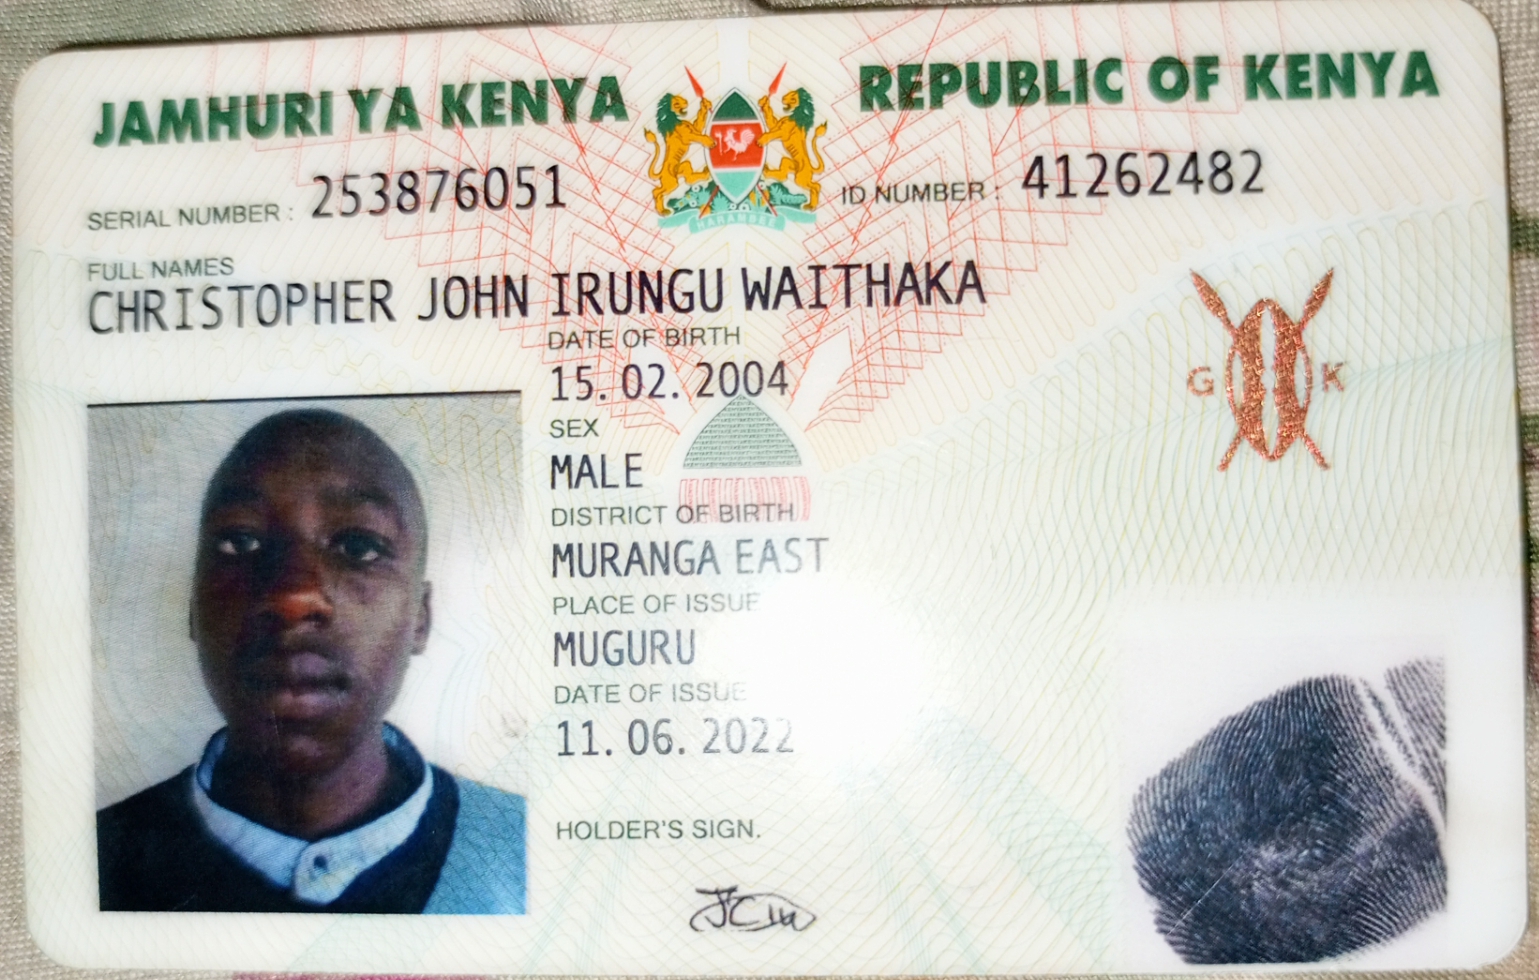 JAMHURI YA KENYA REPUBLIC OF KENYA
SERIAL NUMBER : 253876051 ID NUMBER : 41262482
HARAMBEE
FULL NAMES
CHRISTOPHER JOHN IRUNGU WAITHAKA
DATE OF BIRTH
15. 02. 2004
SEX
MALE
G K
DISTRICT OF BIRTH
MURANGA EAST
PLACE OF ISSUE
MUGURU
DATE OF ISSUE
11. 06. 2022
HOLDER'S SIGN.